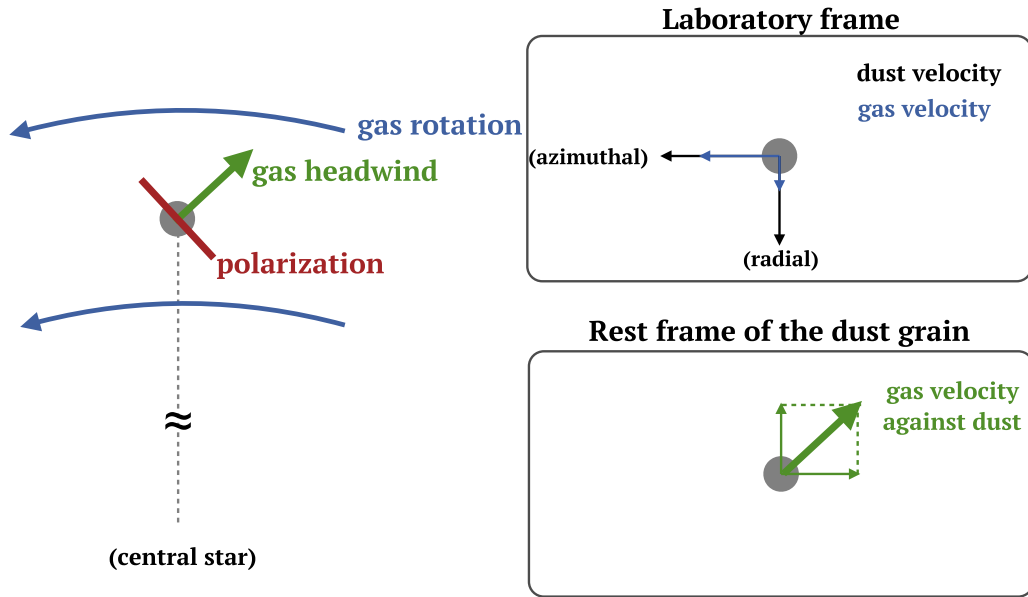 Laboratory frame
dust velocity
gas velocity
(azimuthal)
(radial)
gas rotation
gas headwind
polarization
≈
(central star)
Rest frame of the dust grain
gas velocity
against dust